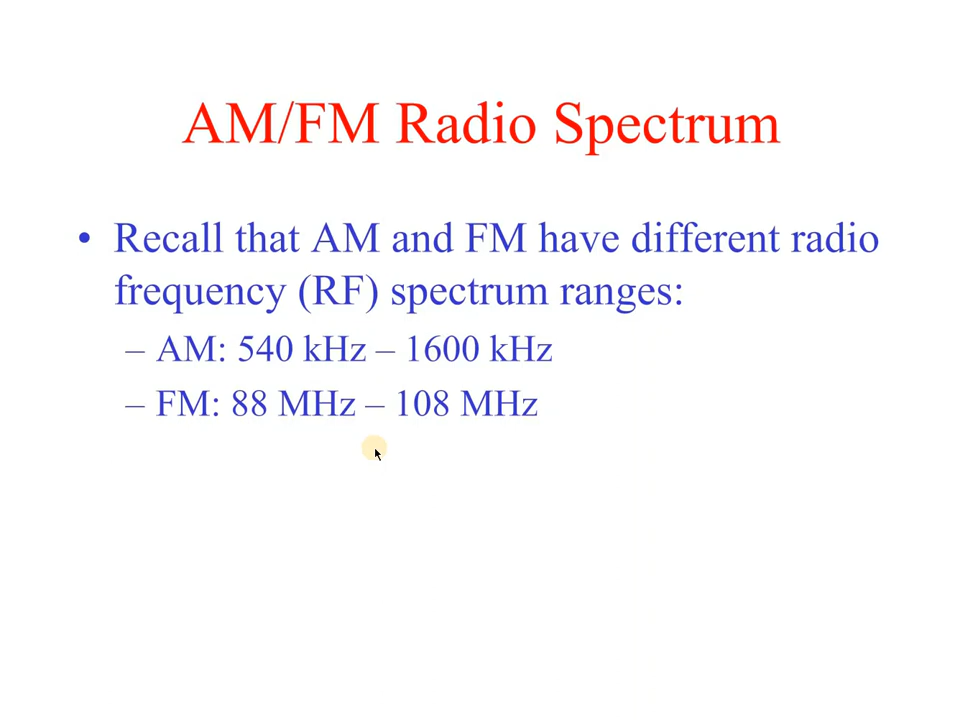 AM/FM Radio Spectrum
• Recall that AM and FM have different radio
frequency (RF) spectrum ranges:
– AM: 540 kHz – 1600 kHz
– FM: 88 MHz – 108 MHz